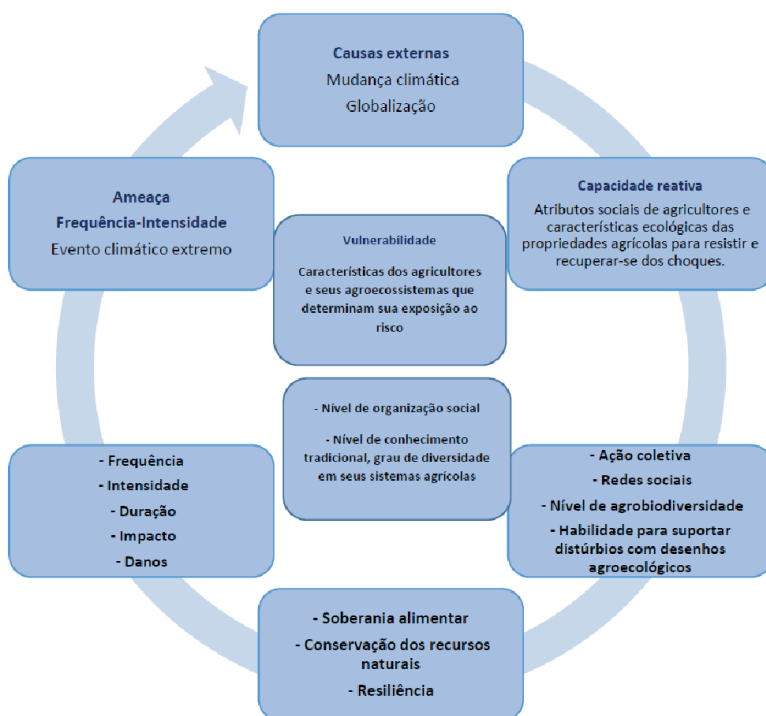 Causas externas
Mudança climática
Globalização
Ameaça
Frequência-Intensidade
Evento climático extremo
Capacidade reativa
Atributos sociais de agricultores e
características ecológicas das
propriedades agrícolas para resistir e
recuperar-se dos choques.
Vulnerabilidade
Características dos agricultores
e seus agroecossistemas que
determinam sua exposição ao
risco
- Nível de organização social
- Nível de conhecimento
tradicional, grau de diversidade
em seus sistemas agrícolas
- Frequência
- Intensidade
- Duração
- Impacto
- Danos
- Ação coletiva
- Redes sociais
- Nível de agrobiodiversidade
- Habilidade para suportar
distúrbios com desenhos
agroecológicos
- Soberania alimentar
- Conservação dos recursos
naturais
- Resiliência